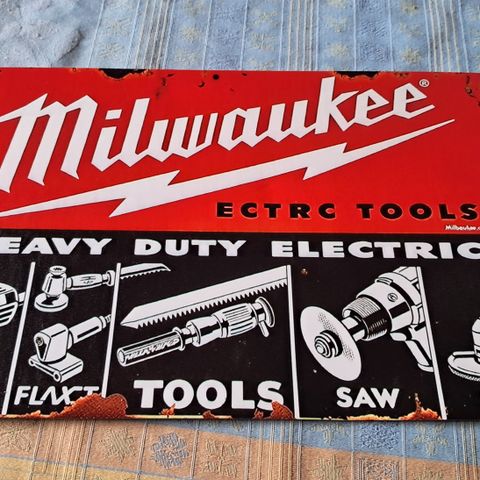 Milwaukee®
ECTRC TOOLS
EAVY DUTY ELECTRIC
FLAXCT TOOLS SAW